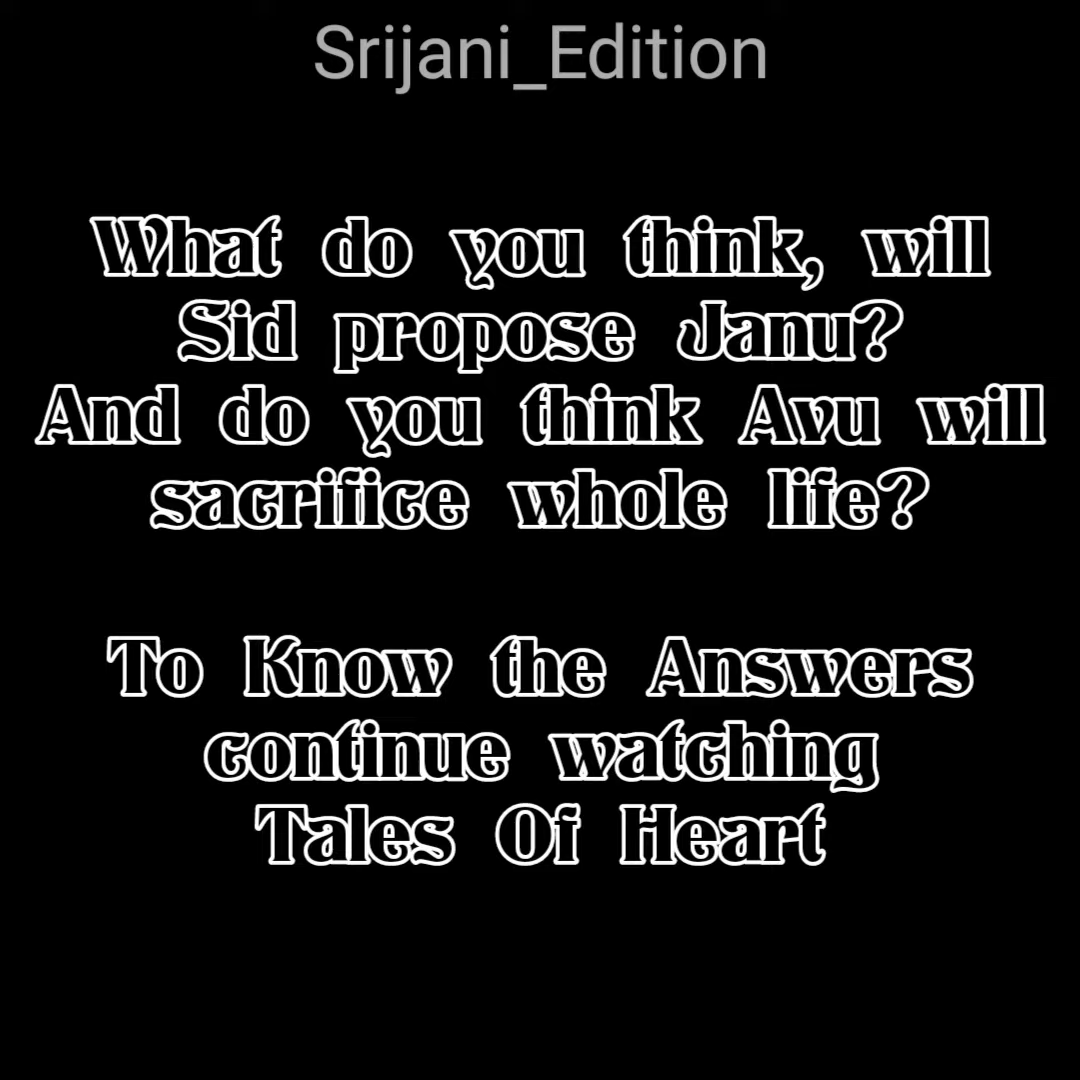 Srijani_Edition
What do you think, will
Sid propose Janu?
And do you think Avu will
sacrifice whole life?
To Know the Answers
continue watching
Tales Of Heart